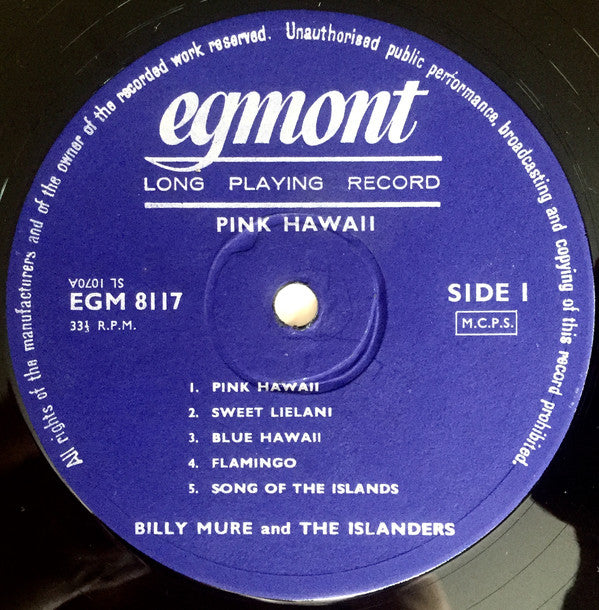 All rights of the manufacturers and of the owner of the recorded work reserved. Unauthorised public performance, broadcasting and copying of this record prohibited.
egmont
LONG PLAYING RECORD
PINK HAWAII
SL 1070A
EGM 8117
33⅓ R.P.M.
SIDE 1
M.C.P.S.
1. PINK HAWAII
2. SWEET LIELANI
3. BLUE HAWAII
4. FLAMINGO
5. SONG OF THE ISLANDS
BILLY MURE and THE ISLANDERS